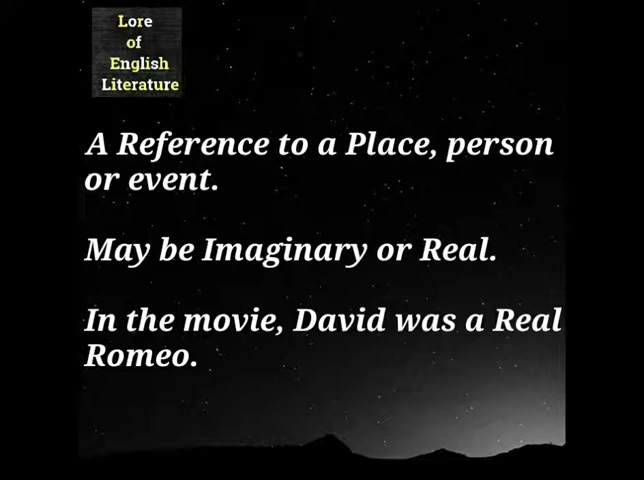 Lore
of
English
Literature
A Reference to a Place, person
or event.
May be Imaginary or Real.
In the movie, David was a Real
Romeo.